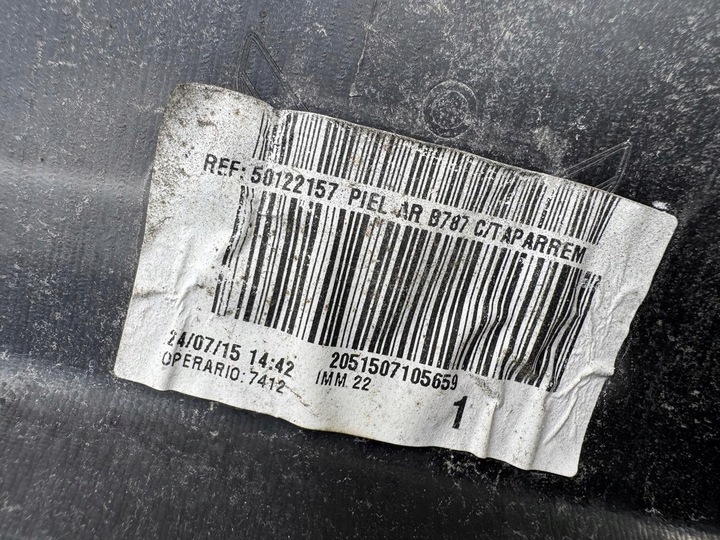 REF: 50122157 PIEL AR B787 C/TAPARREM
24/07/15 14:42 2051507105659
OPERARIO: 7412 IMM. 22
1